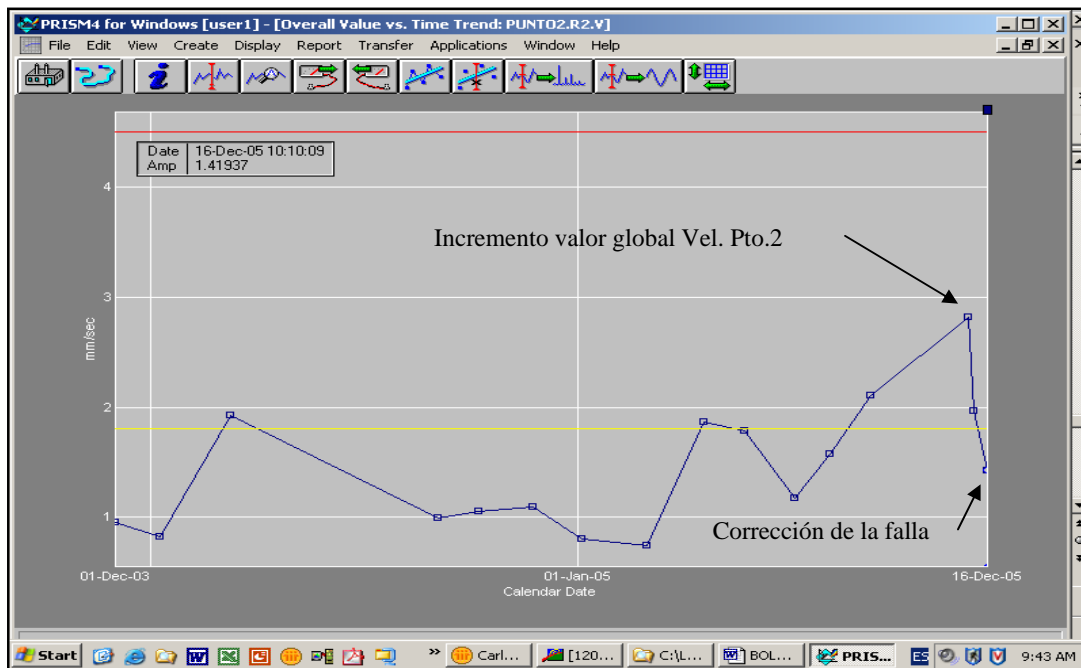 PRISM4 for Windows [user1] - [Overall Value vs. Time Trend: PUNTO2.R2.V]
File Edit View Create Display Report Transfer Applications Window Help
Date 16-Dec-05 10:10:09
Amp 1.41937
4
Incremento valor global Vel. Pto.2
3
mm/sec
2
1
Corrección de la falla
01-Dec-03 01-Jan-05 16-Dec-05
Calendar Date
Start » Carl... [120... C:\L... BOL... PRIS... ES 9:43 AM